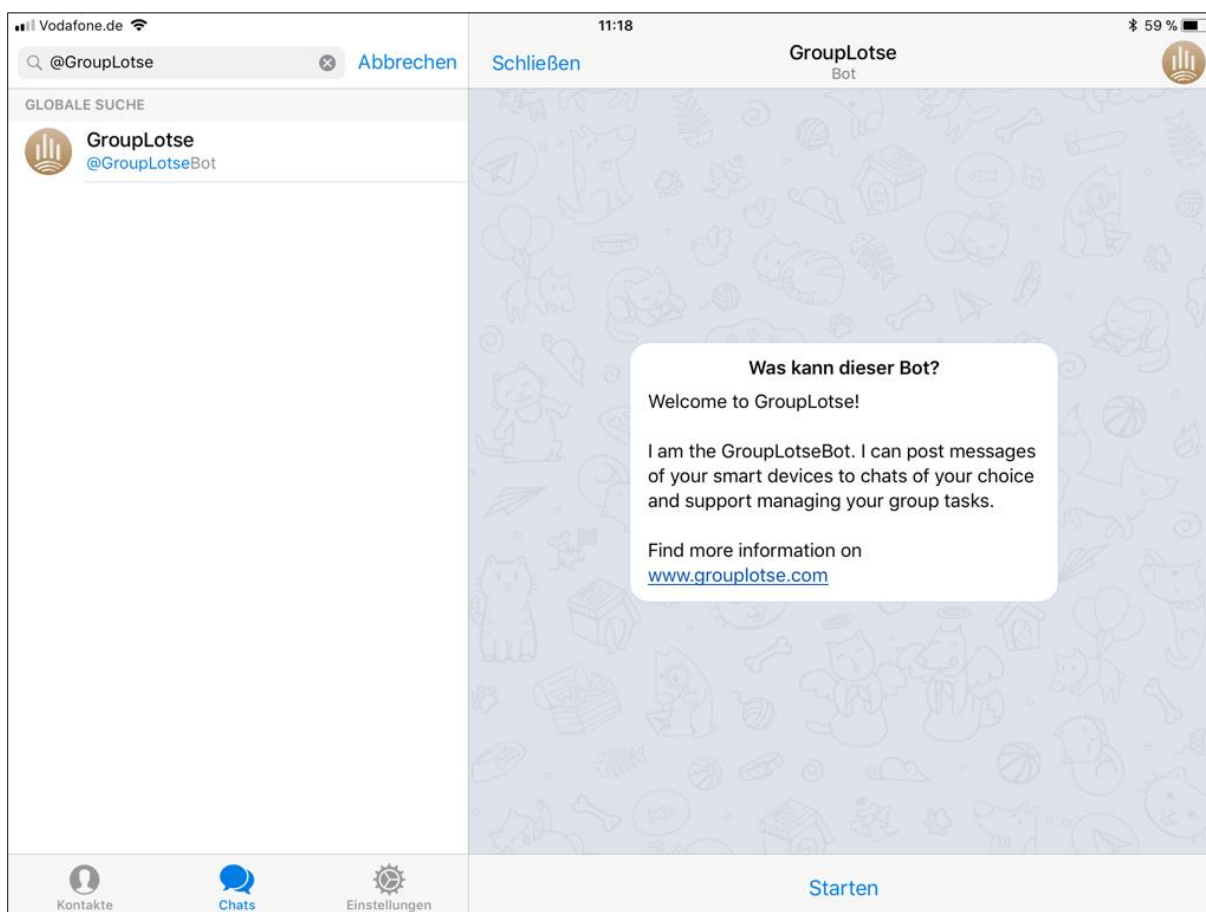 Vodafone.de
11:18
59 %
@GroupLotse
Abbrechen
GLOBALE SUCHE
GroupLotse
@GroupLotseBot
Kontakte
Chats
Einstellungen
Schließen
GroupLotse
Bot
Was kann dieser Bot?
Welcome to GroupLotse!
I am the GroupLotseBot. I can post messages
of your smart devices to chats of your choice
and support managing your group tasks.
Find more information on
www.grouplotse.com
Starten